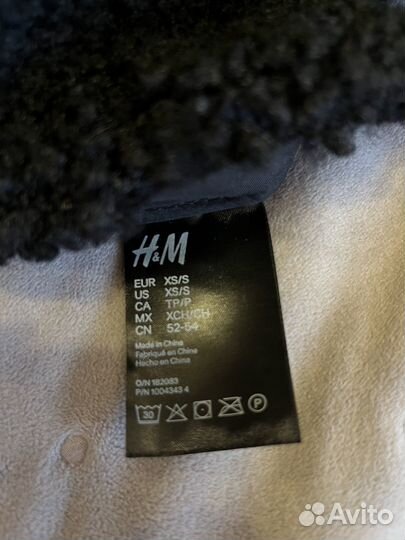 H&M
EUR XS/S
US XS/S
CA TP/P
MX XCH/CH
CN 52-54
Made in China
Fabriqué en Chine
Hecho en China
O/N 182083
P/N 1004343 4
30 P
Avito